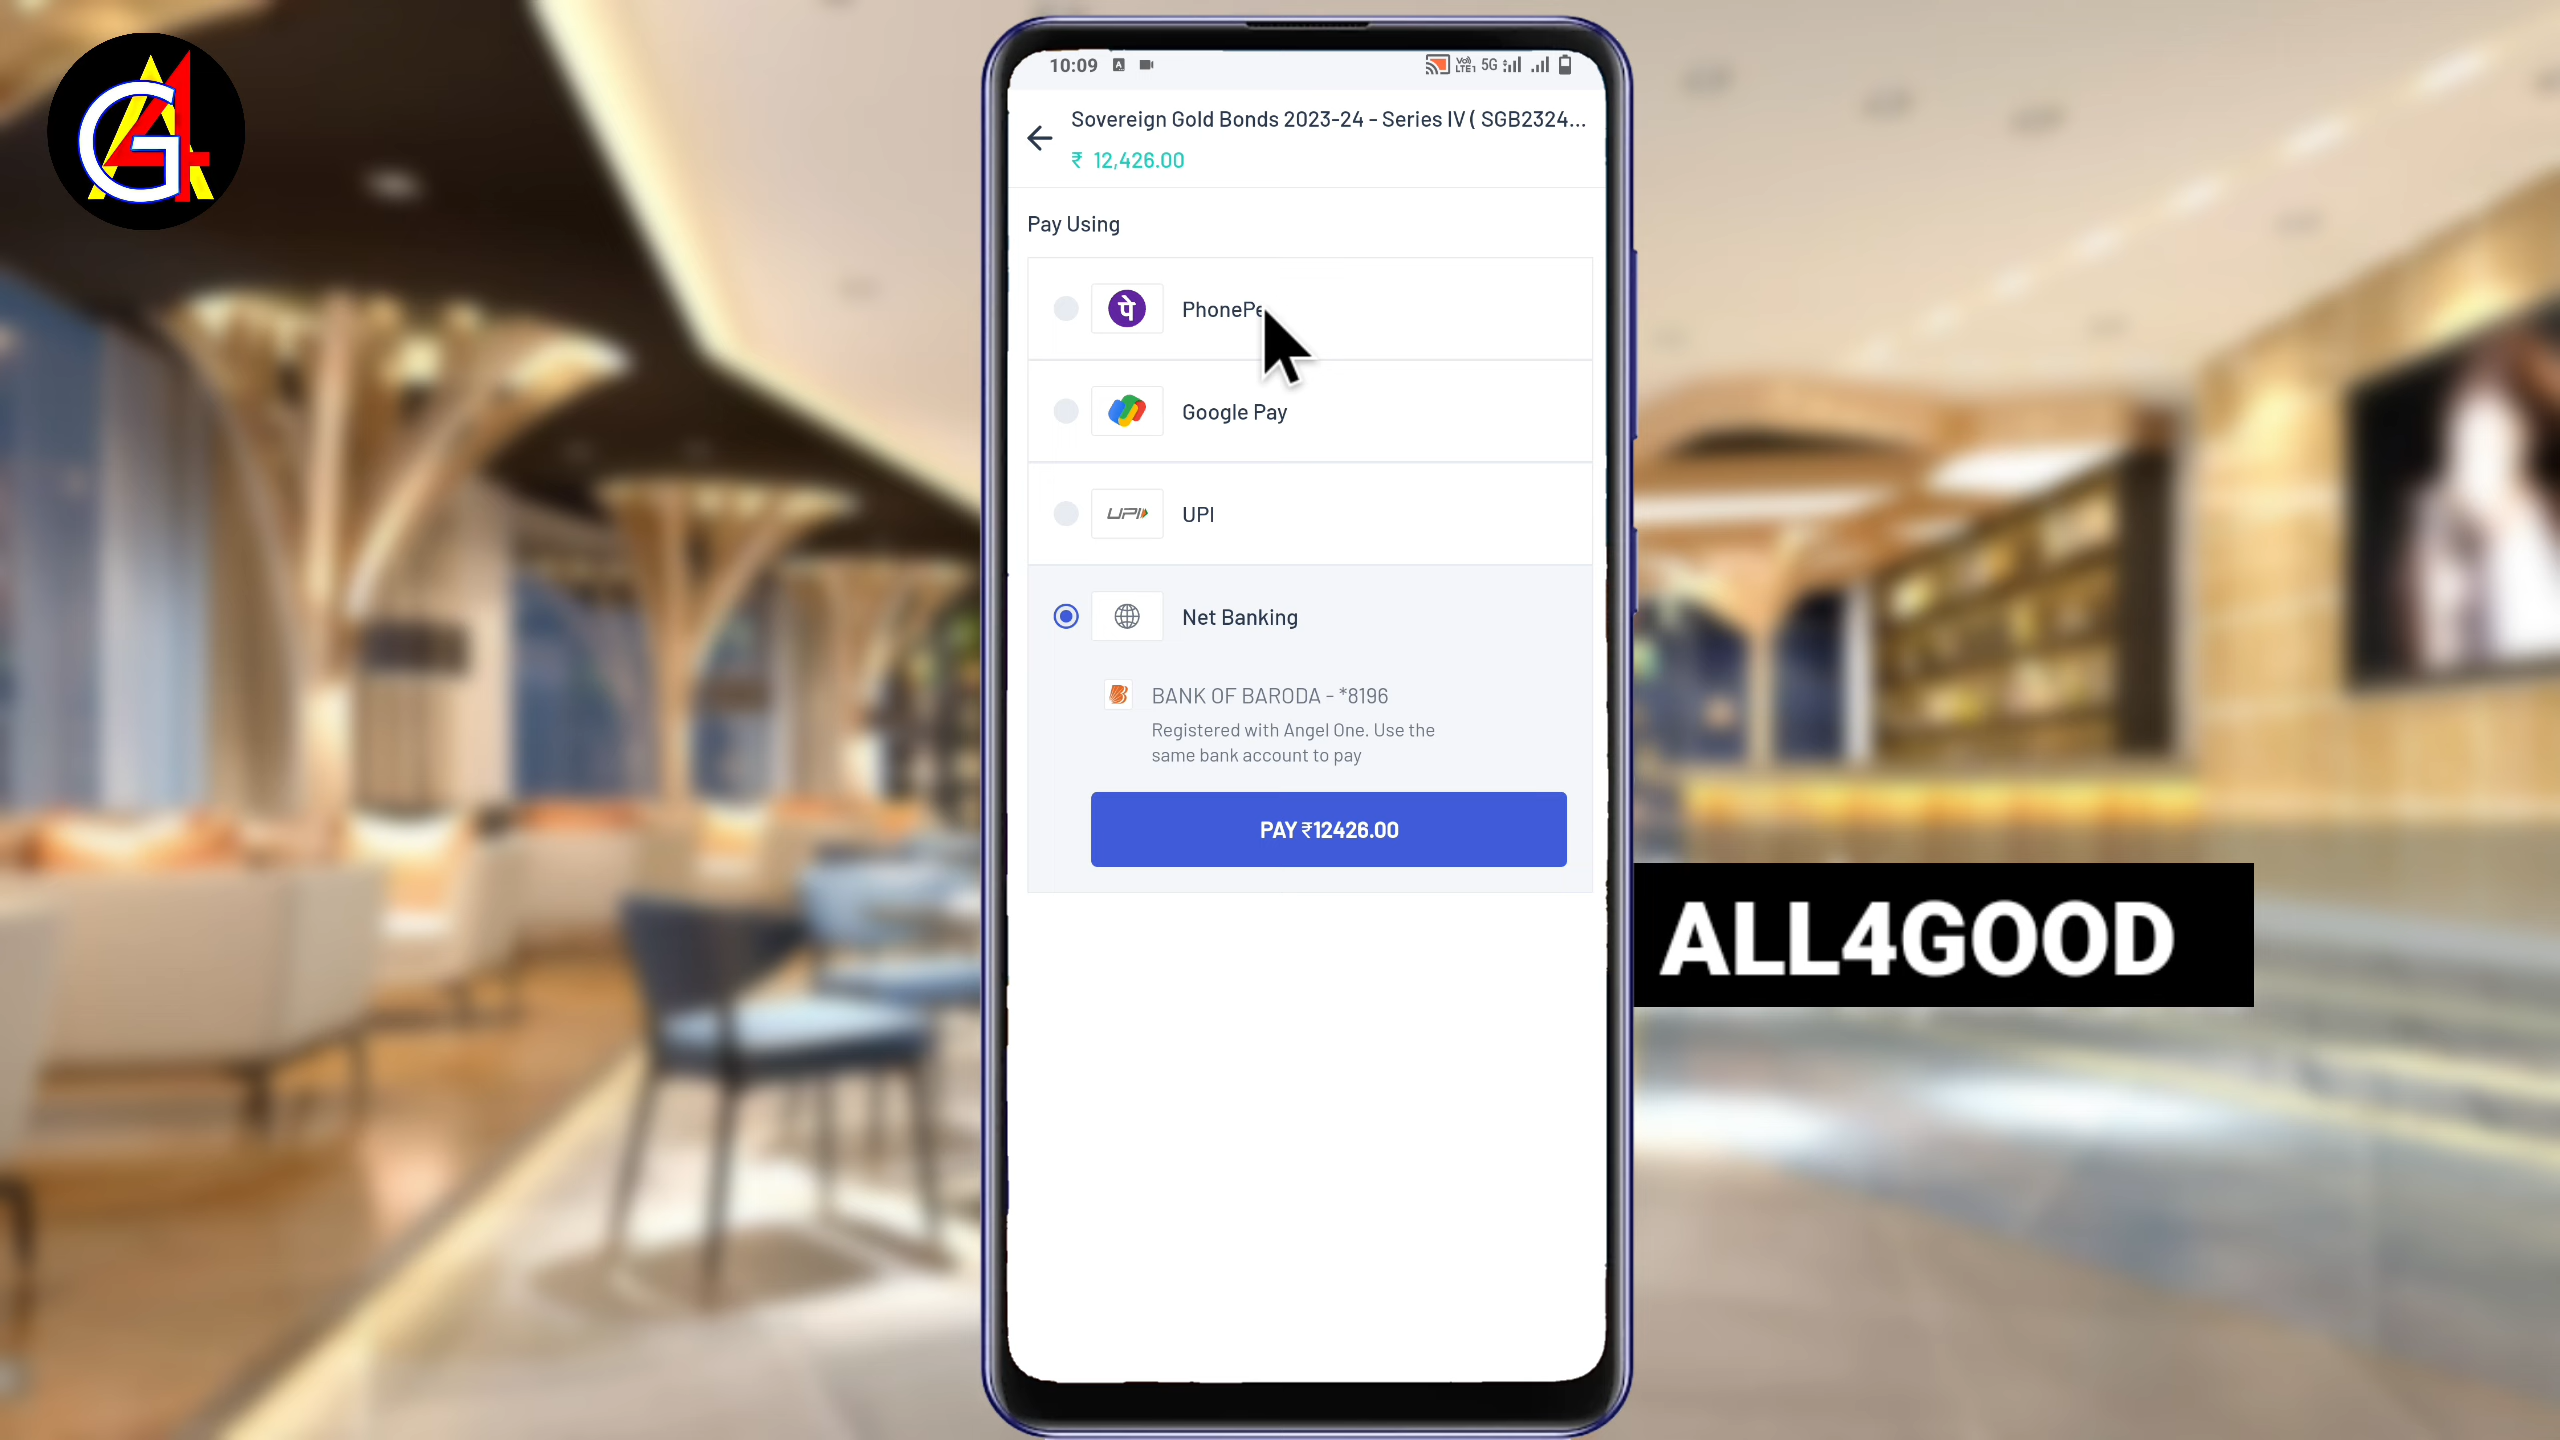 10:09
VoI) LTE1 5G
Sovereign Gold Bonds 2023-24 - Series IV ( SGB2324...
₹ 12,426.00
Pay Using
पे PhonePe
Google Pay
UPI UPI
Net Banking
BANK OF BARODA - *8196
Registered with Angel One. Use the
same bank account to pay
PAY ₹12426.00
ALL4GOOD